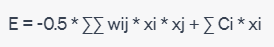 E = -0.5 * ∑∑ wij * xi * xj + ∑ Ci * xi